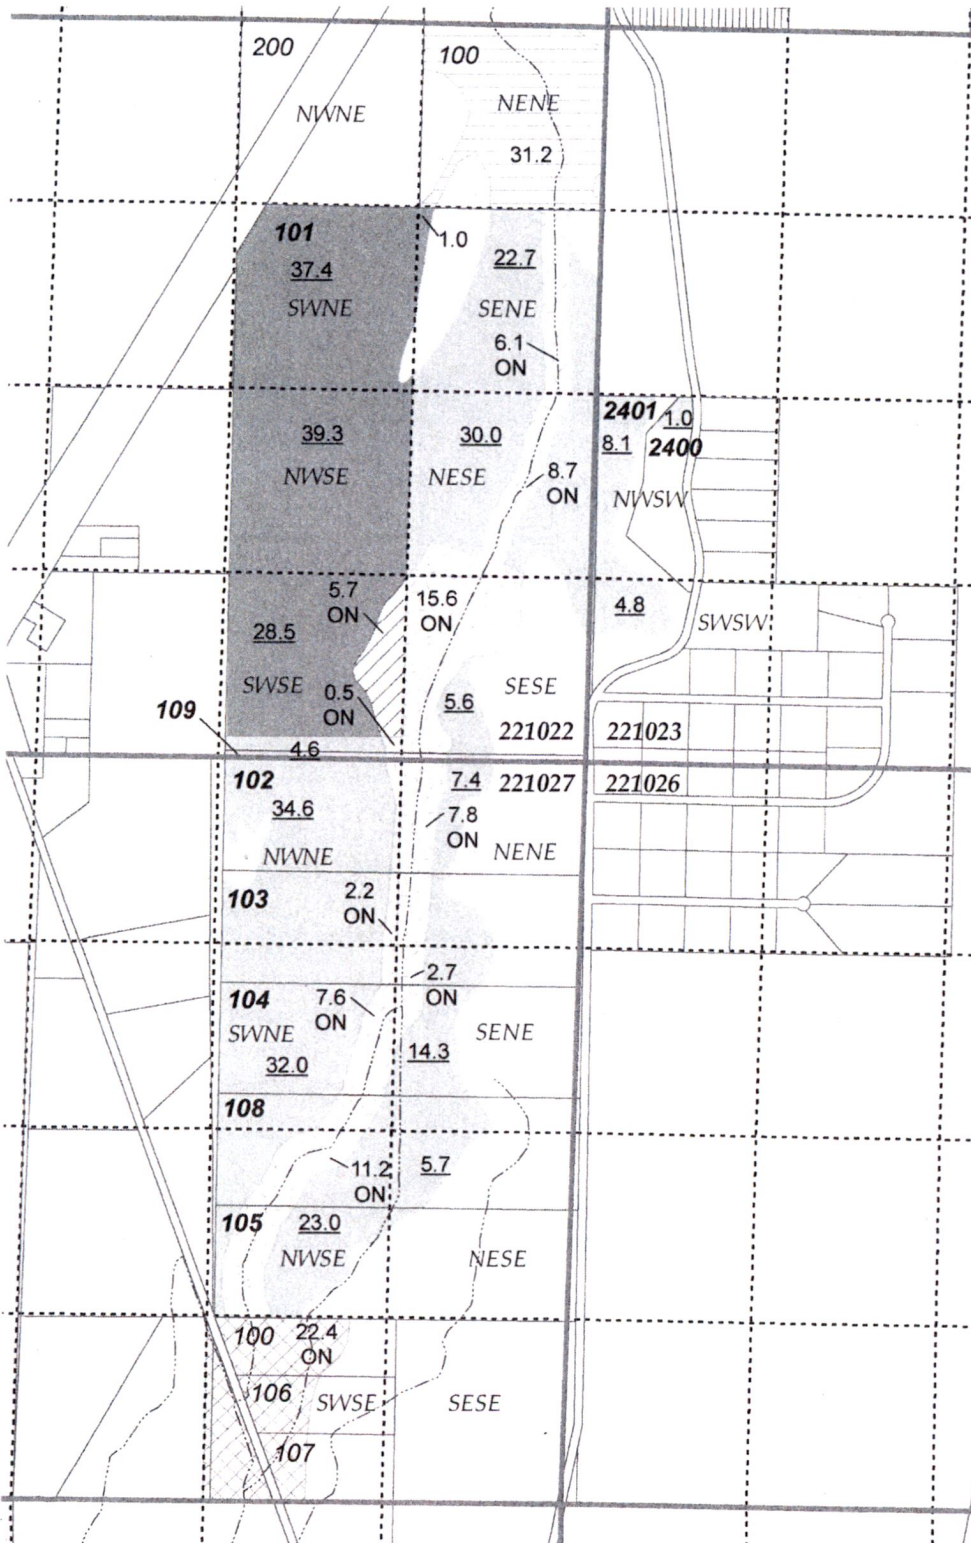 200
100
NWNE
NENE
31.2
101
1.0
37.4
22.7
SWNE
SENE
6.1
ON
2401
1.0
39.3
30.0
8.1
2400
NWSE
NESE
8.7
ON
NWSW
5.7
ON
15.6
ON
4.8
28.5
SWSW
SWSE
0.5
ON
5.6
SESE
109
221022
221023
4.6
102
7.4
221027
221026
34.6
7.8
ON
NWNE
NENE
103
2.2
ON
2.7
ON
104
7.6
ON
SWNE
SENE
32.0
14.3
108
11.2
ON
5.7
105
23.0
NWSE
NESE
100
22.4
ON
106
SWSE
SESE
107